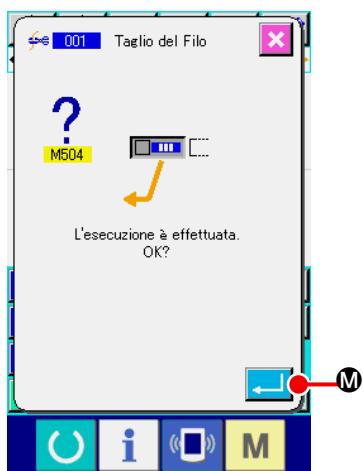 001 Taglio del Filo
?
M504
L'esecuzione è effettuata.
OK?
M
i M